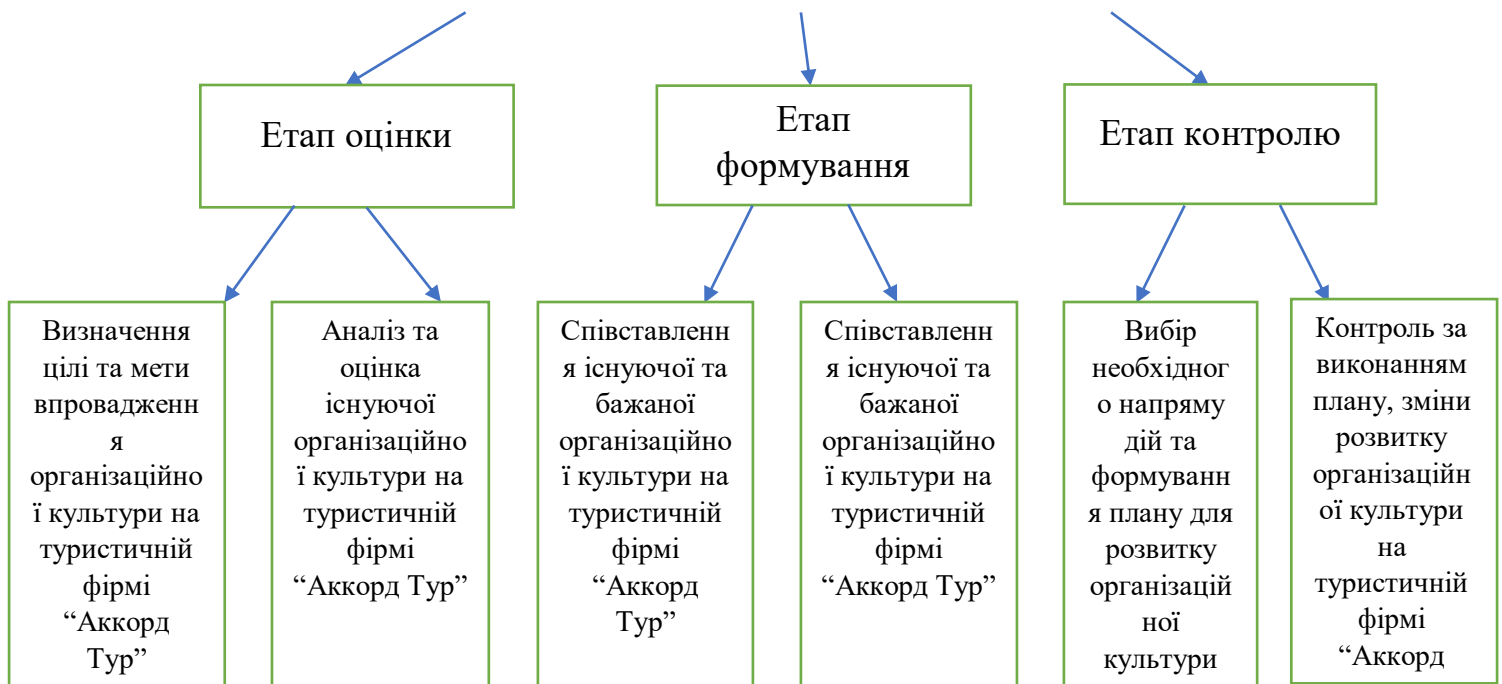 Етап оцінки
Етап
формування
Етап контролю
Визначення
цілі та мети
впровадженн
я
організаційно
ї культури на
туристичній
фірмі
“Аккорд
Тур”
Аналіз та
оцінка
існуючої
організаційно
ї культури на
туристичній
фірмі
“Аккорд Тур”
Співставленн
я існуючої та
бажаної
організаційно
ї культури на
туристичній
фірмі
“Аккорд
Тур”
Співставленн
я існуючої та
бажаної
організаційно
ї культури на
туристичній
фірмі
“Аккорд Тур”
Вибір
необхідног
о напряму
дій та
формуванн
я плану для
розвитку
організацій
ної
культури
Контроль за
виконанням
плану, зміни
розвитку
організаційн
ої культури
на
туристичній
фірмі
“Аккорд